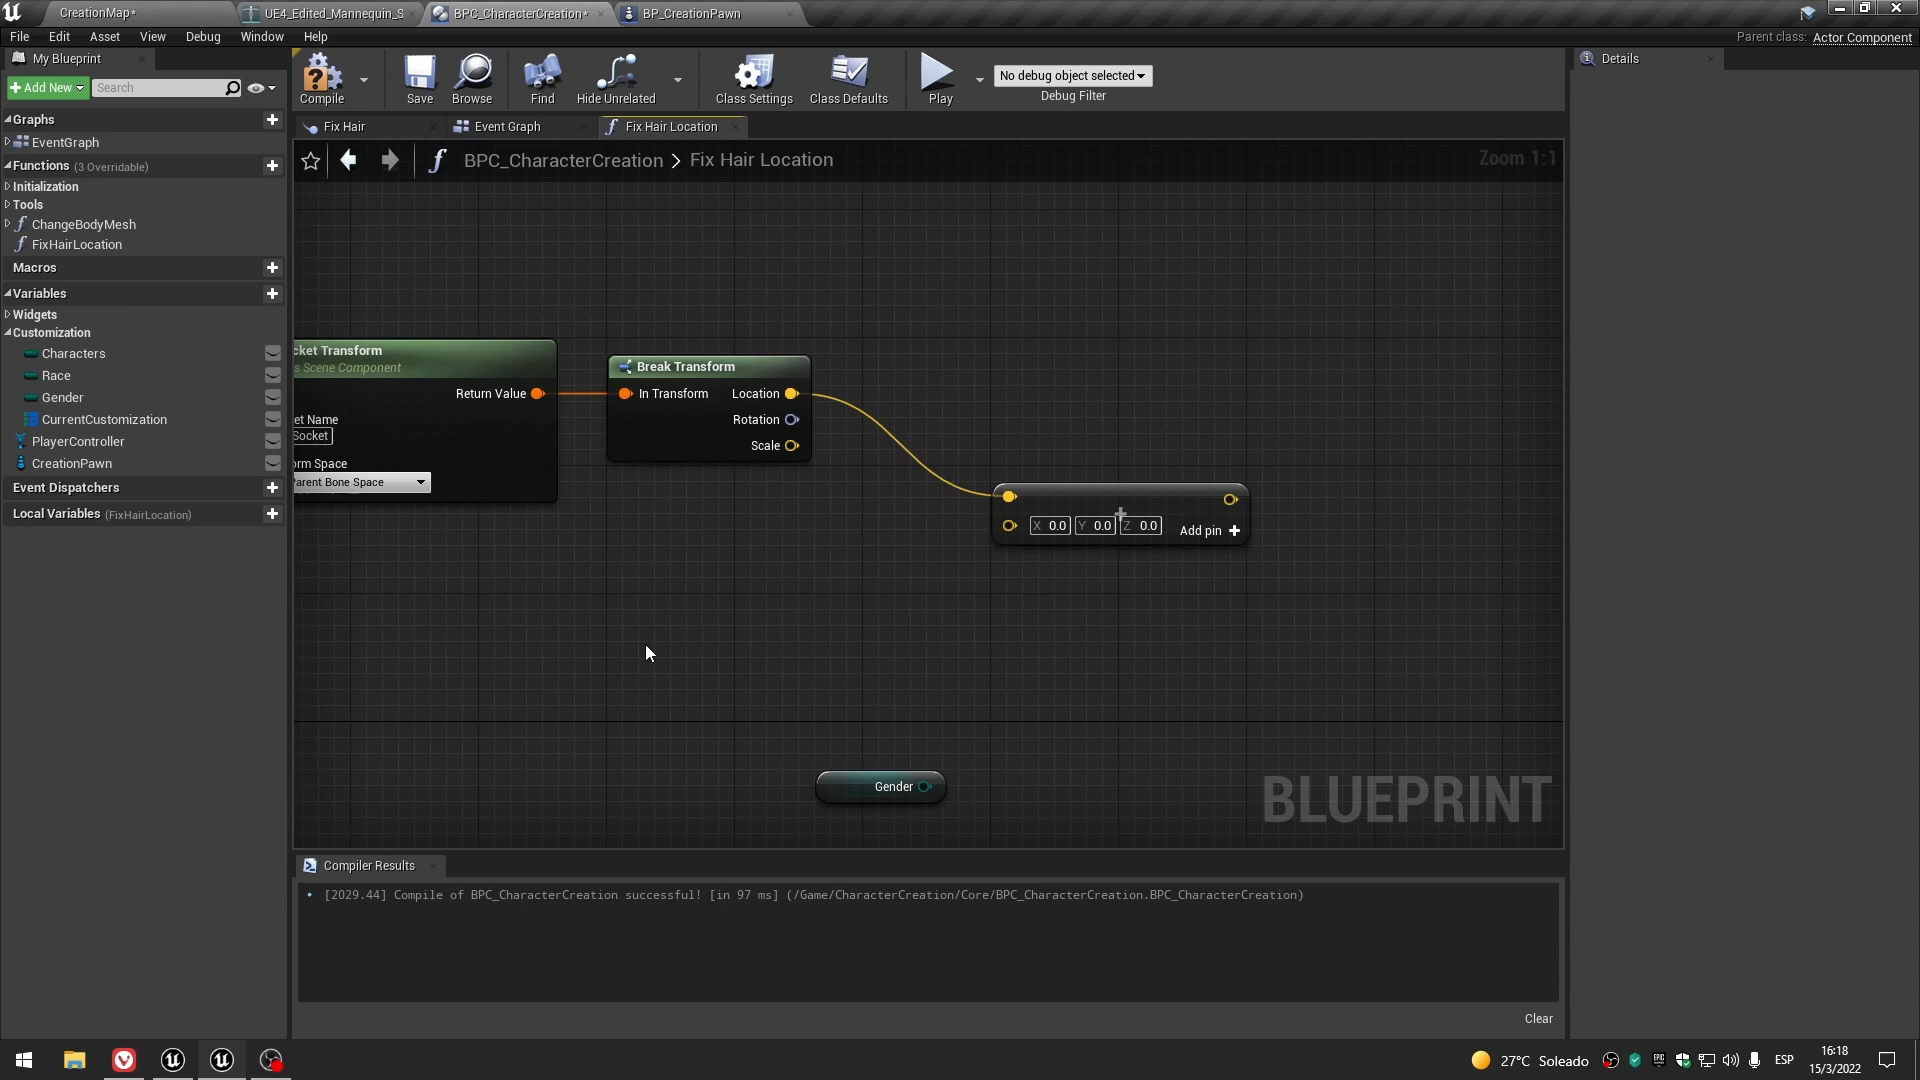 CreationMap*
UE4_Edited_Mannequin_S
BPC_CharacterCreation*
BP_CreationPawn
File Edit Asset View Debug Window Help
Parent class: Actor Component
My Blueprint
Add New
Search
Graphs
EventGraph
Functions (3 Overridable)
Initialization
Tools
ChangeBodyMesh
FixHairLocation
Macros
Variables
Widgets
Customization
Characters
Race
Gender
CurrentCustomization
PlayerController
CreationPawn
Event Dispatchers
Local Variables (FixHairLocation)
Compile
Save
Browse
Find
Hide Unrelated
Class Settings
Class Defaults
Play
No debug object selected
Debug Filter
Fix Hair
Event Graph
Fix Hair Location
BPC_CharacterCreation > Fix Hair Location
Zoom 1:1
cket Transform
s Scene Component
Return Value
et Name
Socket
orm Space
Parent Bone Space
Break Transform
In Transform
Location
Rotation
Scale
X 0.0 Y 0.0 Z 0.0
Add pin
Gender
BLUEPRINT
Compiler Results
[2029.44] Compile of BPC_CharacterCreation successful! [in 97 ms] (/Game/CharacterCreation/Core/BPC_CharacterCreation.BPC_CharacterCreation)
Clear
Details
27°C Soleado
ESP
16:18
15/3/2022